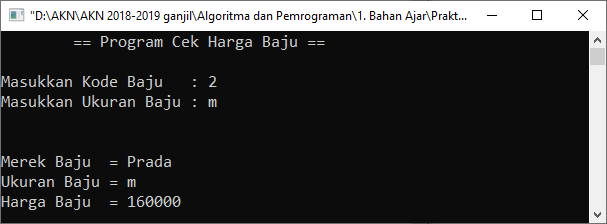 "D:\AKN\AKN 2018-2019 ganjil\Algoritma dan Pemrograman\1. Bahan Ajar\Prakt...
== Program Cek Harga Baju ==
Masukkan Kode Baju   : 2
Masukkan Ukuran Baju : m
Merek Baju  = Prada
Ukuran Baju = m
Harga Baju  = 160000